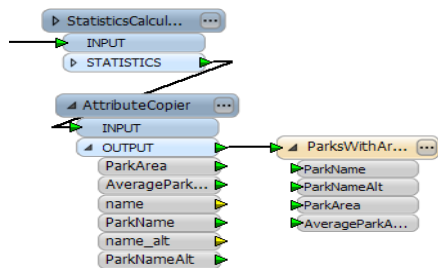 StatisticsCalcul...
INPUT
STATISTICS
AttributeCopier
INPUT
OUTPUT
ParkArea
AveragePark...
name
ParkName
name_alt
ParkNameAlt
ParksWithAr...
ParkName
ParkNameAlt
ParkArea
AverageParkA...